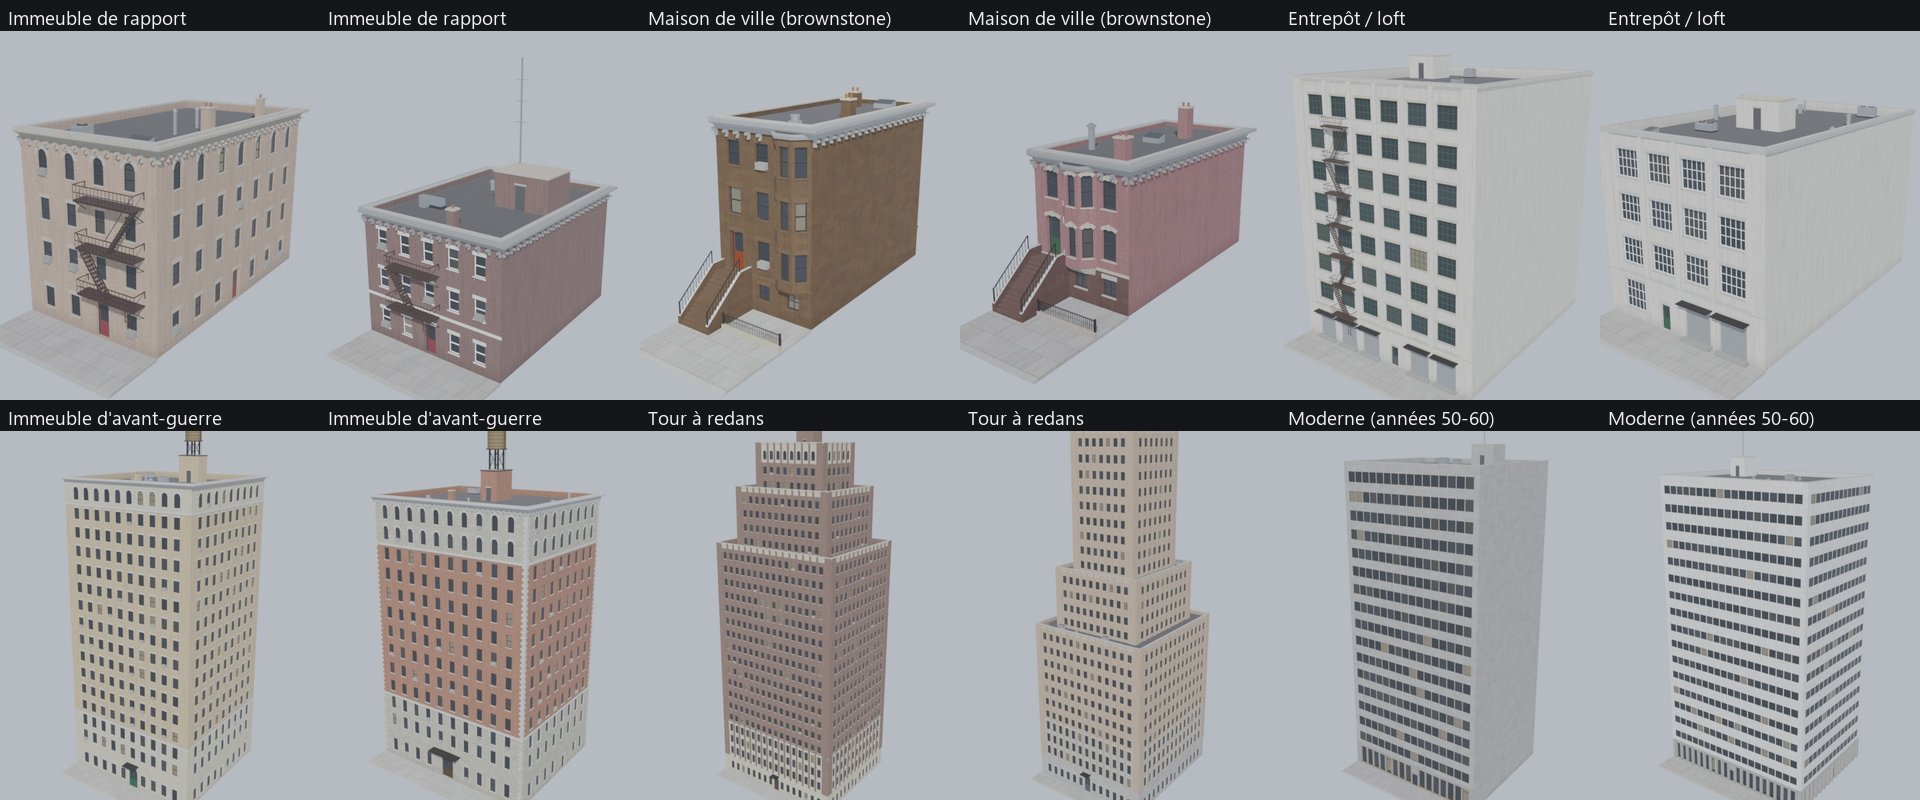 Immeuble de rapport
Immeuble de rapport
Maison de ville (brownstone)
Maison de ville (brownstone)
Entrepôt / loft
Entrepôt / loft
Immeuble d'avant-guerre
Immeuble d'avant-guerre
Tour à redans
Tour à redans
Moderne (années 50-60)
Moderne (années 50-60)